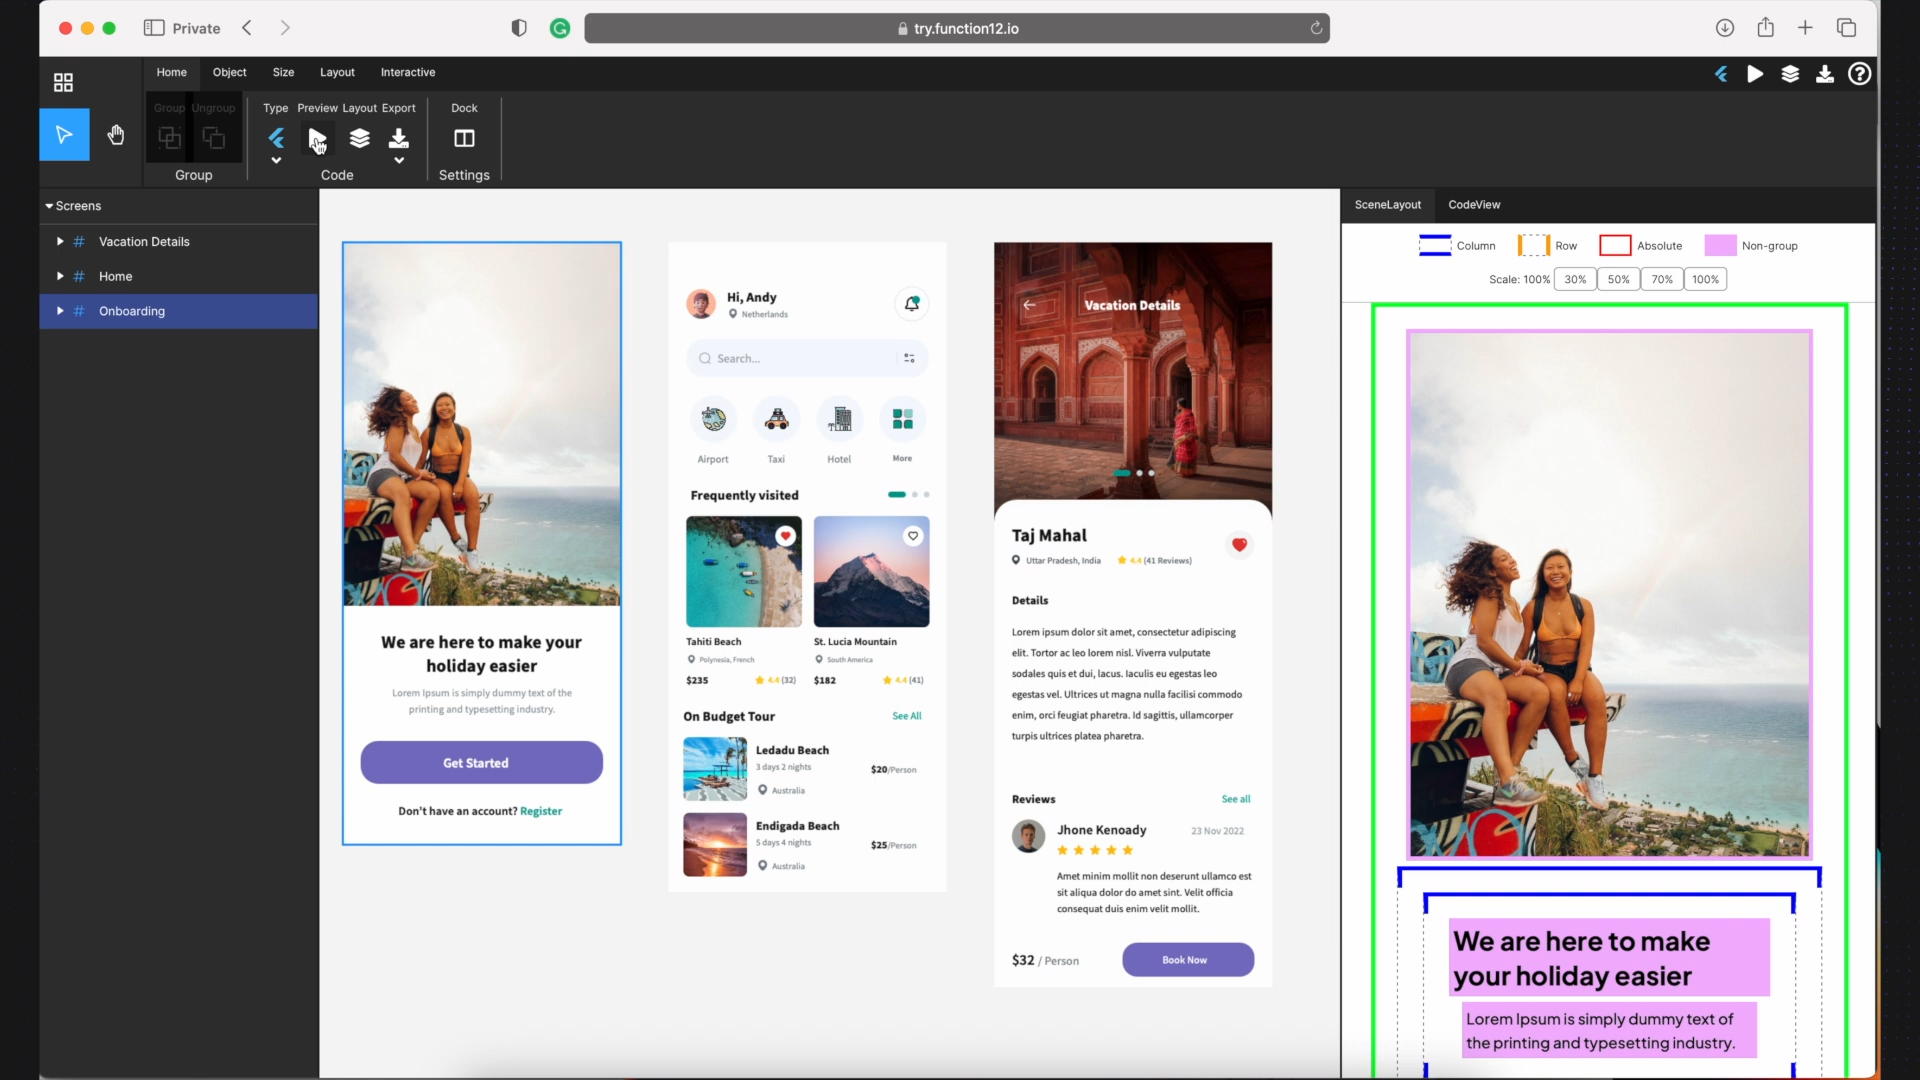 Private
try.function12.io
Home Object Size Layout Interactive
Group Ungroup
Type Preview Layout Export
Dock
Group
Code
Settings
Screens
# Vacation Details
# Home
# Onboarding
We are here to make your
holiday easier
Lorem Ipsum is simply dummy text of the
printing and typesetting industry.
Get Started
Don't have an account? Register
Hi, Andy
Netherlands
Search...
Airport Taxi Hotel More
Frequently visited
Tahiti Beach
Polynesia, French
$235 4.4 (32)
St. Lucia Mountain
South America
$182 4.4 (41)
On Budget Tour See All
Ledadu Beach
3 days 2 nights
$20/Person
Australia
Endigada Beach
5 days 4 nights
$25/Person
Australia
Vacation Details
Taj Mahal
Uttar Pradesh, India 4.4 (41 Reviews)
Details
Lorem ipsum dolor sit amet, consectetur adipiscing
elit. Tortor ac leo lorem nisl. Viverra vulputate
sodales quis et dui, lacus. Iaculis eu egestas leo
egestas vel. Ultrices ut magna nulla facilisi commodo
enim, orci feugiat pharetra. Id sagittis, ullamcorper
turpis ultrices platea pharetra.
Reviews See all
Jhone Kenoady 23 Nov 2022
Amet minim mollit non deserunt ullamco est
sit aliqua dolor do amet sint. Velit officia
consequat duis enim velit mollit.
$32 / Person Book Now
SceneLayout CodeView
Column Row Absolute Non-group
Scale: 100% 30% 50% 70% 100%
We are here to make
your holiday easier
Lorem Ipsum is simply dummy text of
the printing and typesetting industry.